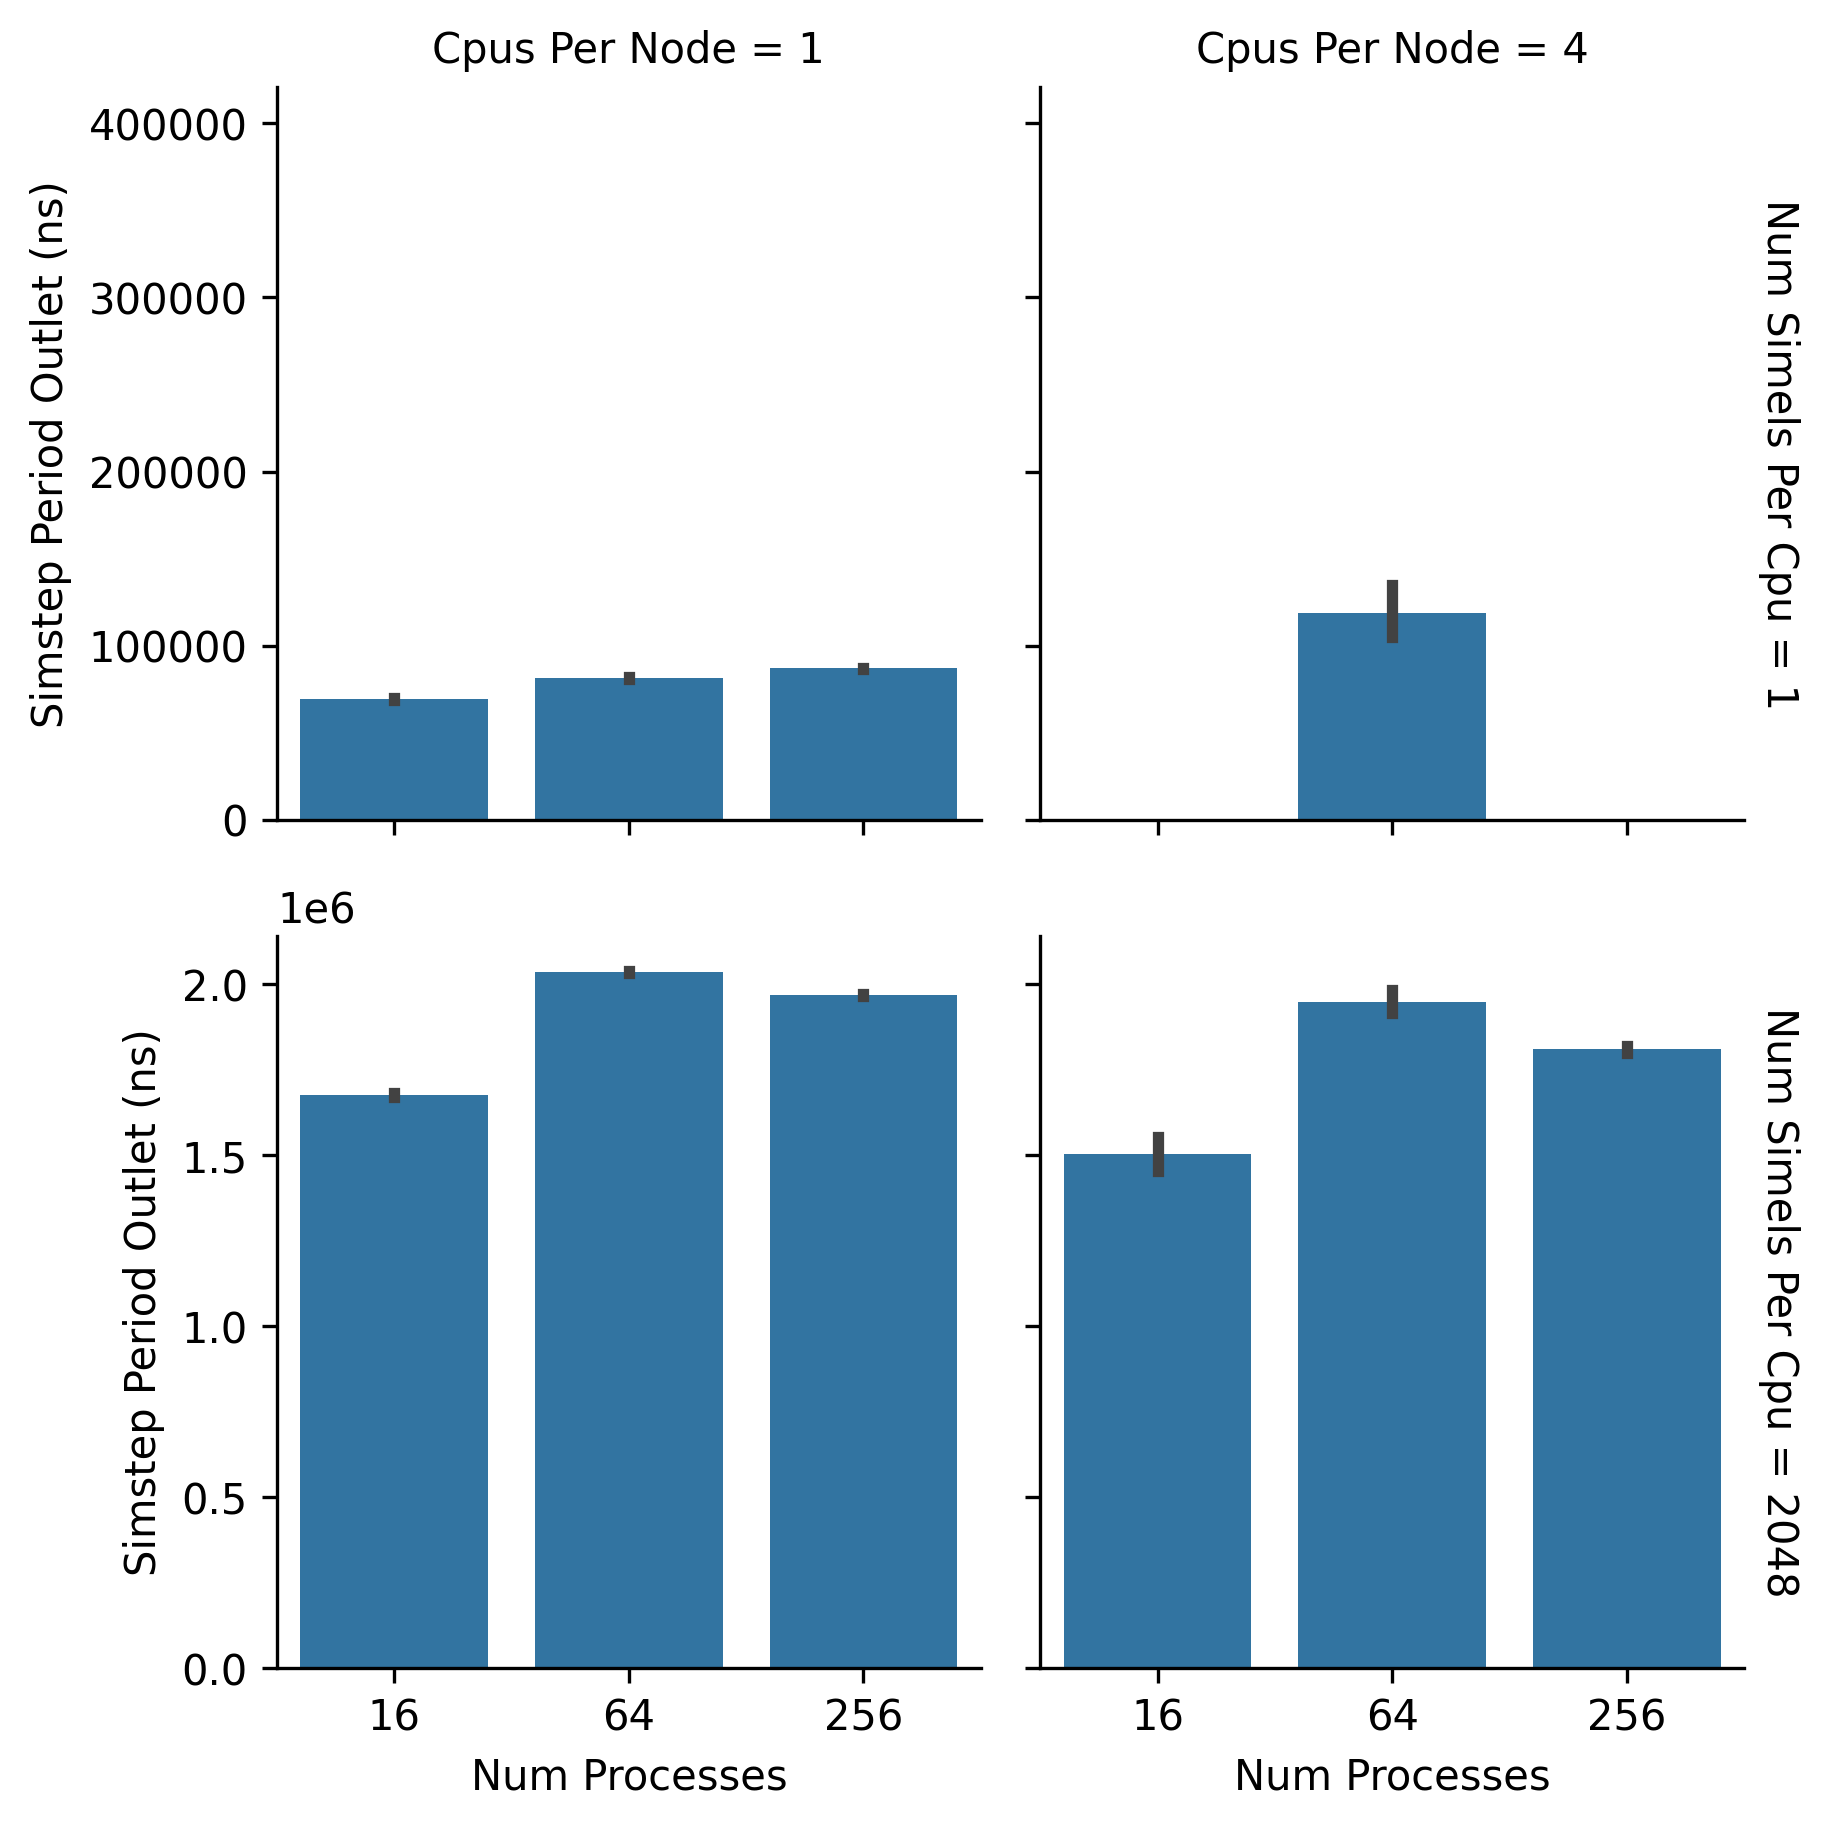 Cpus Per Node = 1
Cpus Per Node = 4
400000
300000
200000
100000
0
Simstep Period Outlet (ns)
Num Simels Per Cpu = 1
1e6
2.0
1.5
1.0
0.5
0.0
Simstep Period Outlet (ns)
Num Simels Per Cpu = 2048
16 64 256
16 64 256
Num Processes
Num Processes